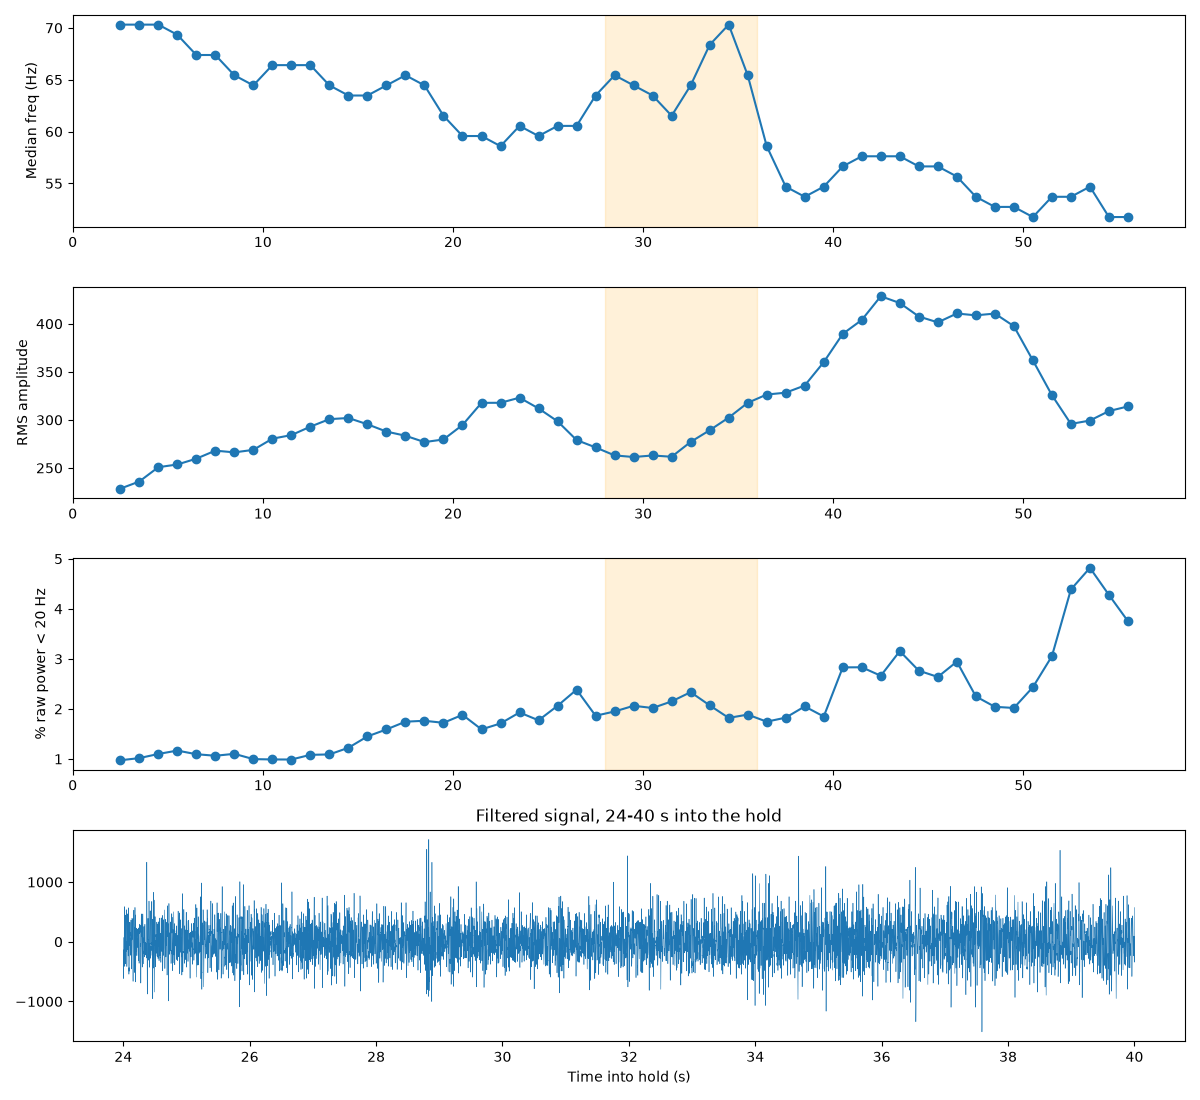 Median freq (Hz)
70
65
60
55
0 10 20 30 40 50
RMS amplitude
400
350
300
250
0 10 20 30 40 50
% raw power < 20 Hz
5
4
3
2
1
0 10 20 30 40 50
Filtered signal, 24-40 s into the hold
1000
0
−1000
24 26 28 30 32 34 36 38 40
Time into hold (s)